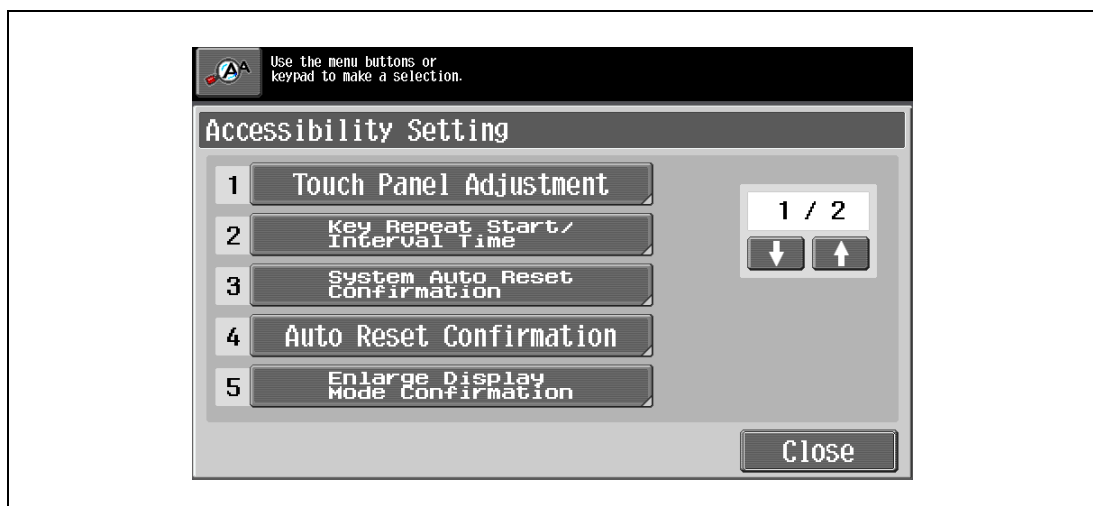 Use the menu buttons or
keypad to make a selection.
Accessibility Setting
1 Touch Panel Adjustment
2 Key Repeat Start/
Interval Time
3 System Auto Reset
Confirmation
4 Auto Reset Confirmation
5 Enlarge Display
Mode Confirmation
1 / 2
Close